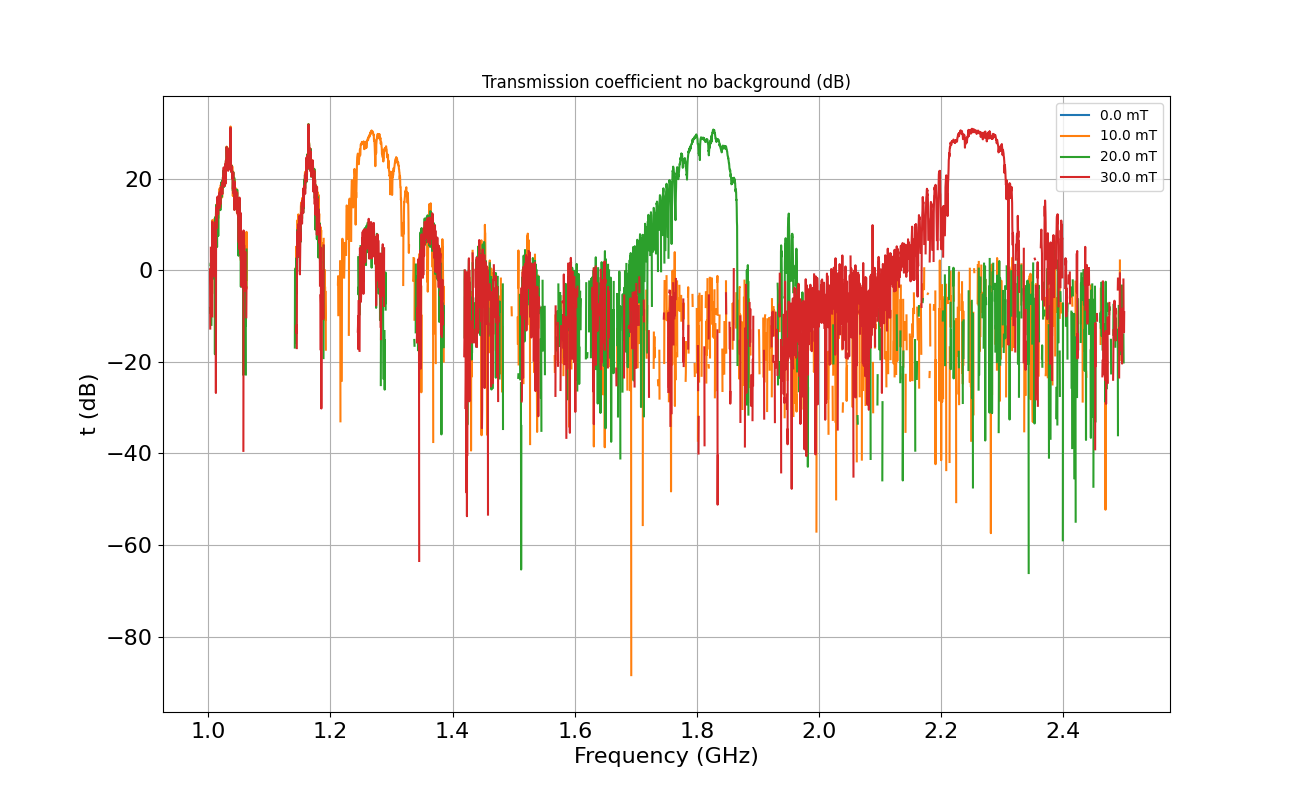 Transmission coefficient no background (dB)
0.0 mT
10.0 mT
20.0 mT
30.0 mT
20
0
−20
−40
−60
−80
t (dB)
1.0 1.2 1.4 1.6 1.8 2.0 2.2 2.4
Frequency (GHz)